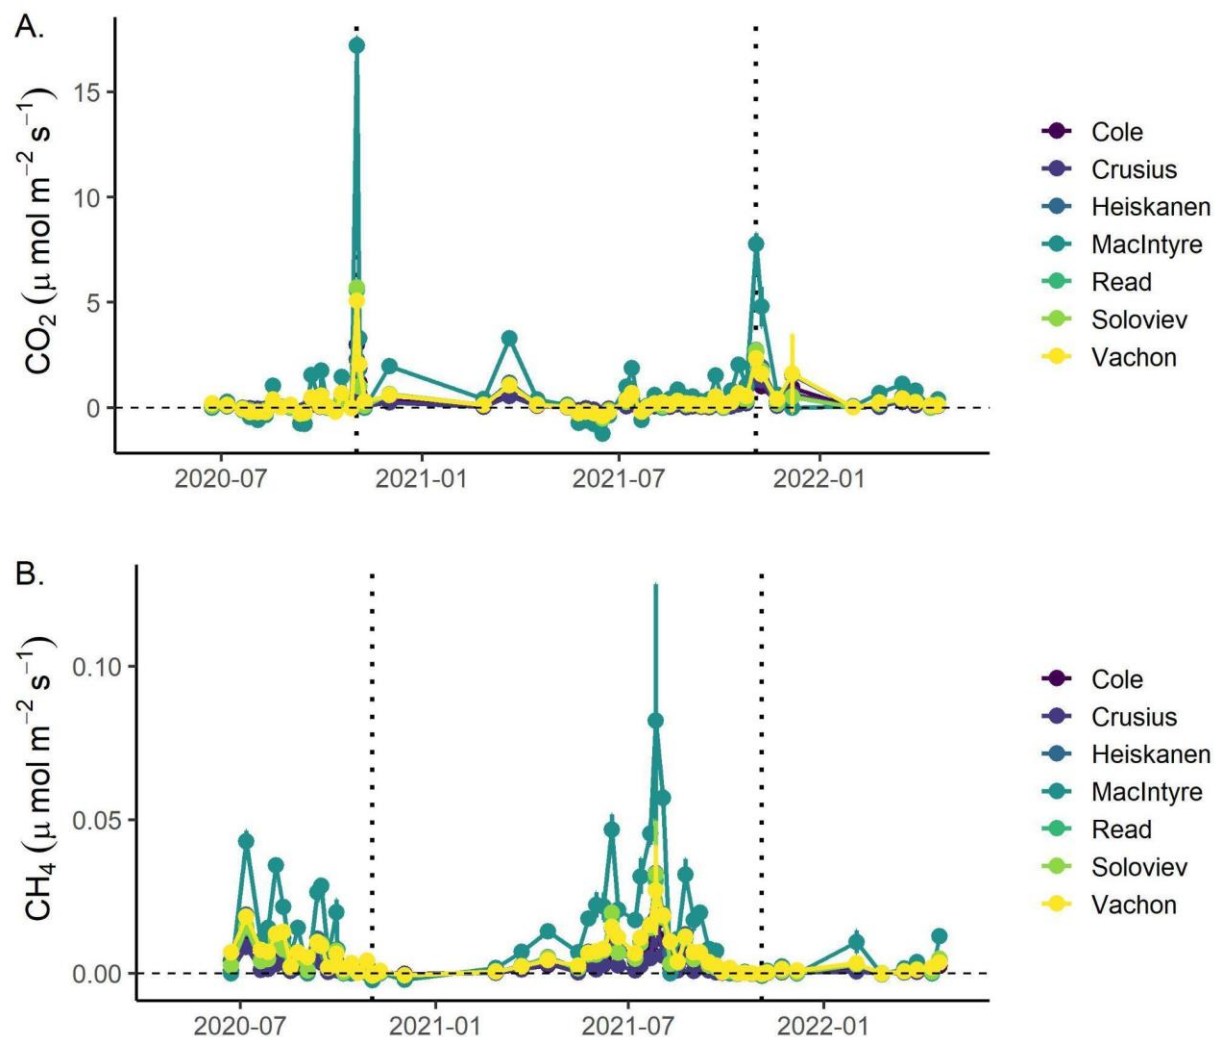 A.
CO₂ (μ mol m⁻² s⁻¹)
15
10
5
0
2020-07 2021-01 2021-07 2022-01
Cole
Crusius
Heiskanen
MacIntyre
Read
Soloviev
Vachon
B.
CH₄ (μ mol m⁻² s⁻¹)
0.10
0.05
0.00
2020-07 2021-01 2021-07 2022-01
Cole
Crusius
Heiskanen
MacIntyre
Read
Soloviev
Vachon